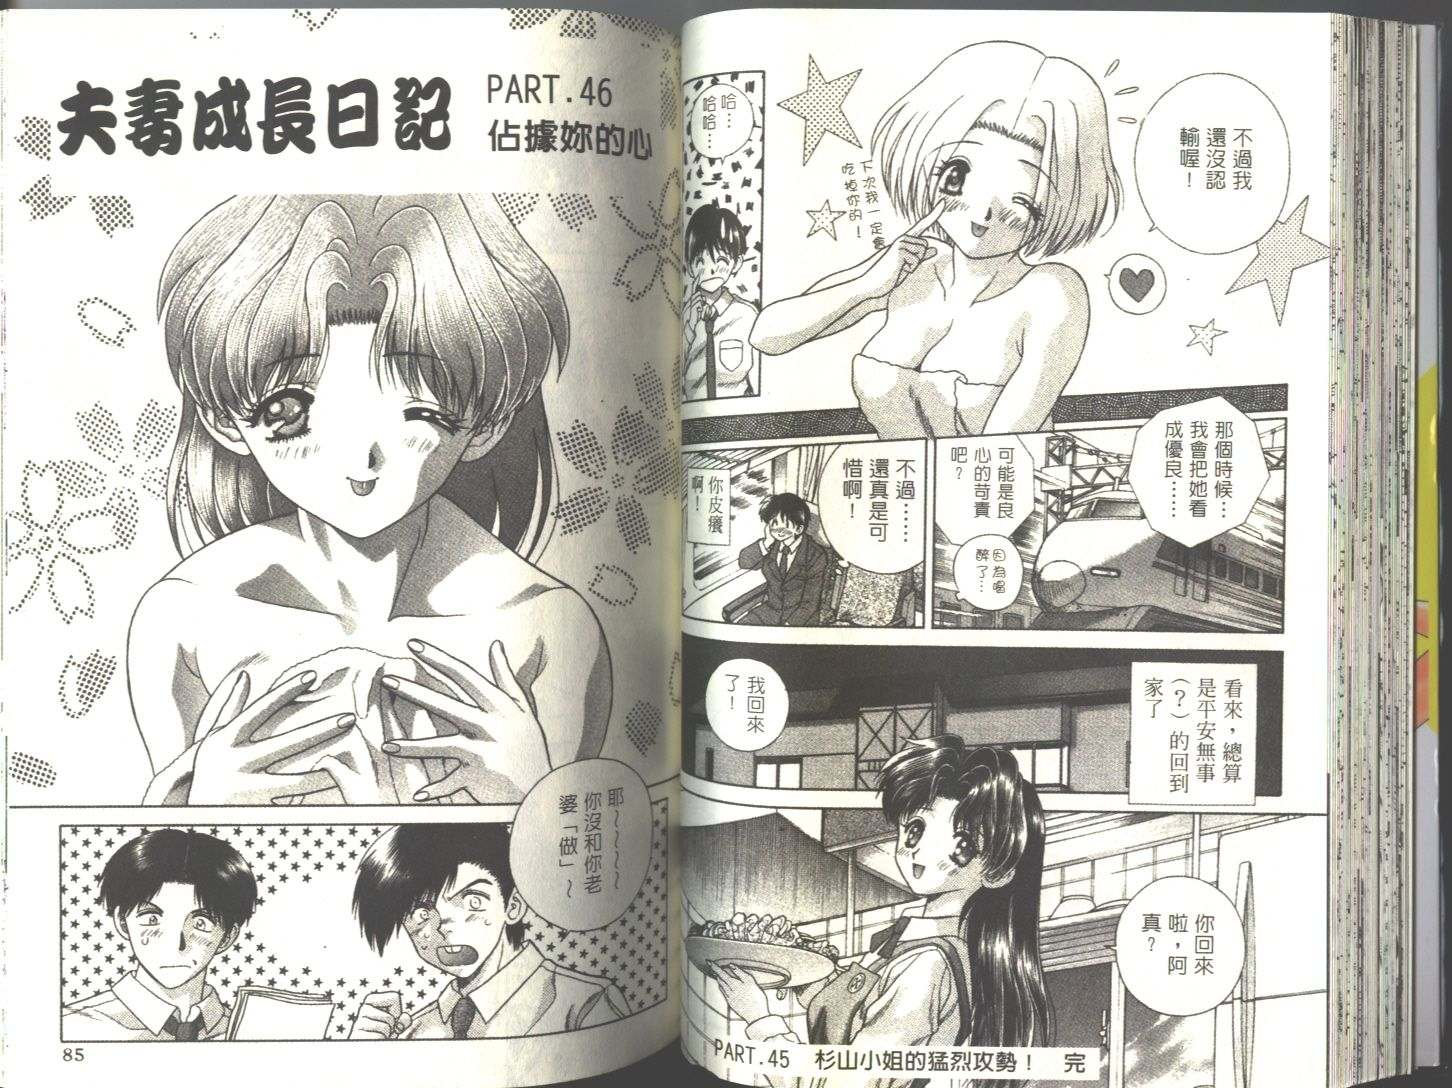 不過我
還沒認
輸喔！
下次我一定會
吃掉你的！
哈…
哈哈…
那個時候…
我會把她看
成優良……
可能是良
心的苛責
吧？
因為喝
醉了…
不過……
還真是可
惜啊！
你皮癢
啊！
看來，總算
是平安無事
（？）的回到
家了
我回來
了！
你回來
啦，阿
真？
PART.45 杉山小姐的猛烈攻勢！ 完
夫妻成長日記
PART.46
佔據妳的心
耶～～～～
你沒和你老
婆「做」～
85